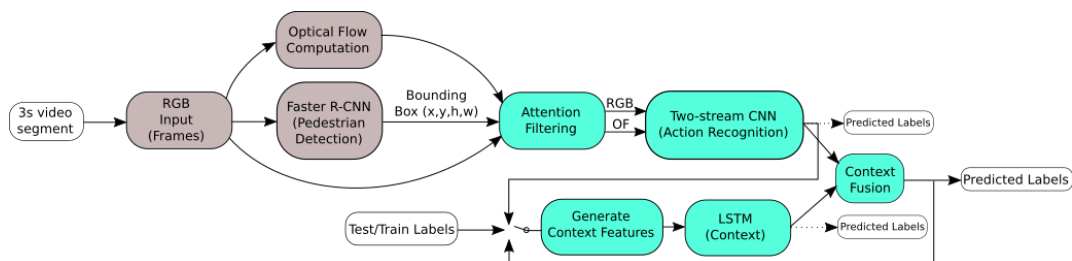 Optical Flow
Computation
3s video
segment
RGB
Input
(Frames)
Faster R-CNN
(Pedestrian
Detection)
Bounding
Box (x,y,h,w)
Attention
Filtering
RGB
OF
Two-stream CNN
(Action Recognition)
Predicted Labels
Context
Fusion
Predicted Labels
Test/Train Labels
Generate
Context Features
LSTM
(Context)
Predicted Labels